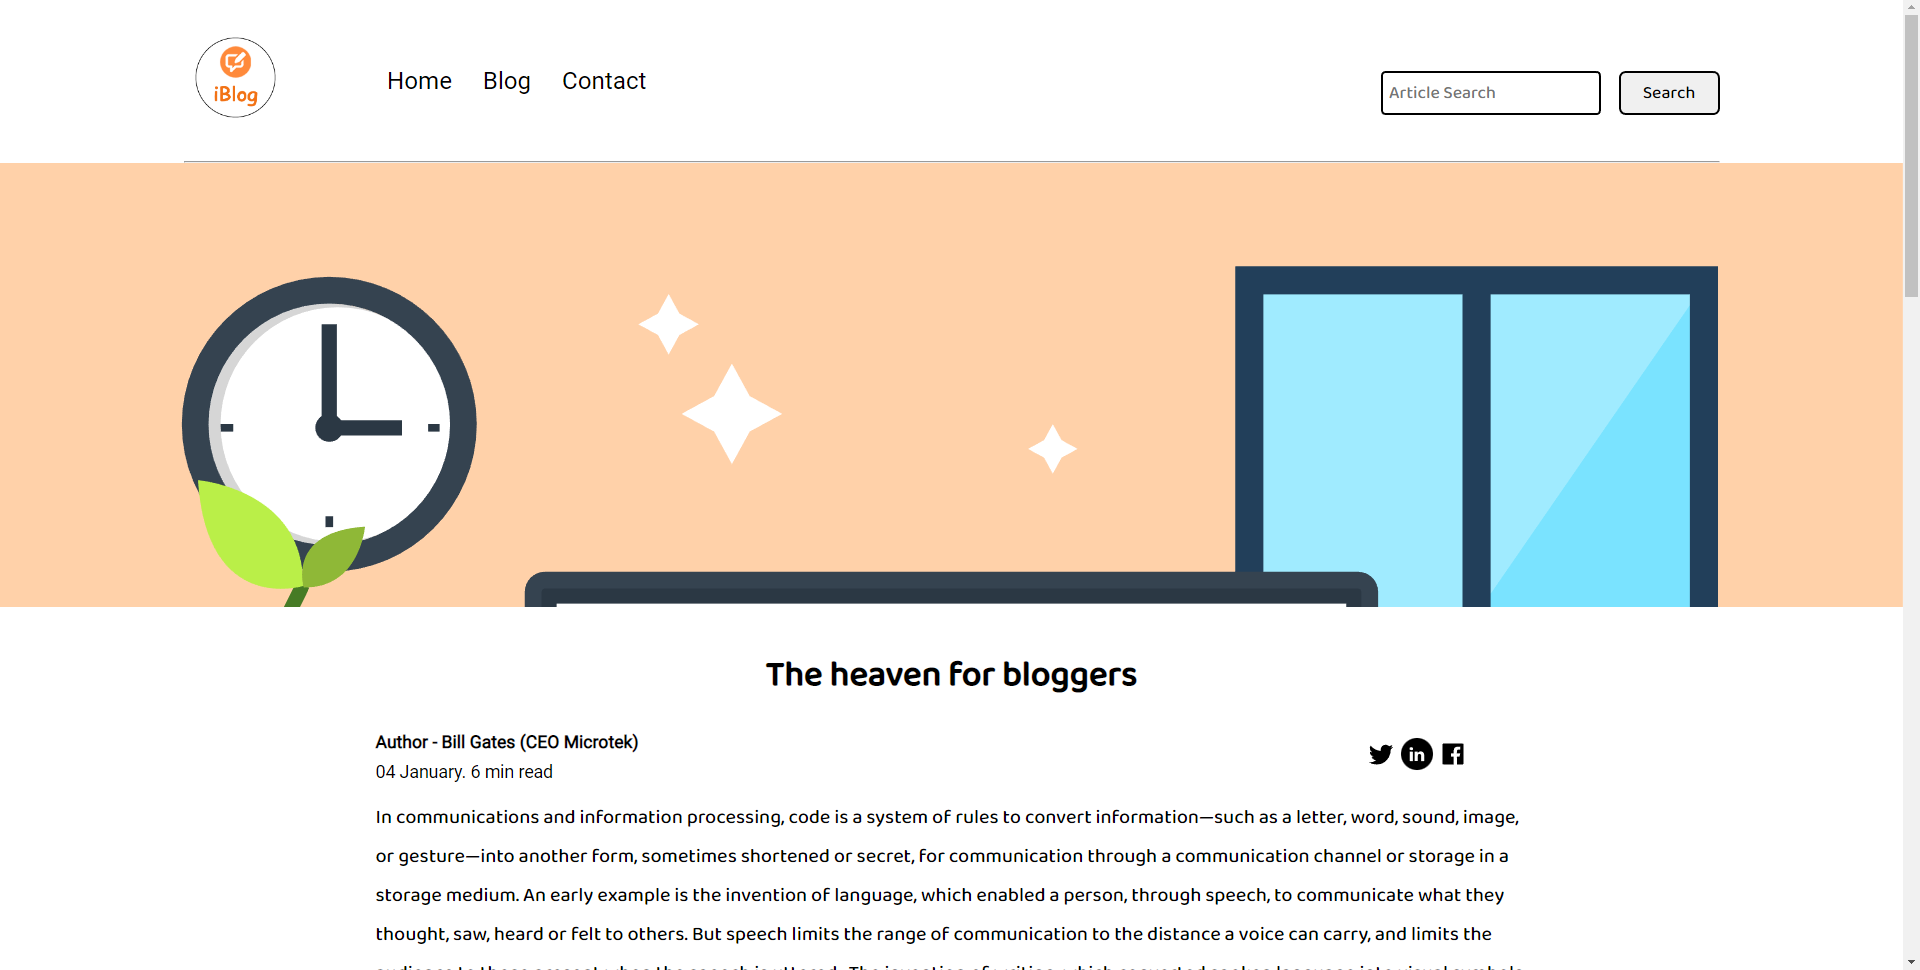 iBlog
Home Blog Contact
Article Search Search
The heaven for bloggers
Author - Bill Gates (CEO Microtek)
04 January. 6 min read
In communications and information processing, code is a system of rules to convert information—such as a letter, word, sound, image,
or gesture—into another form, sometimes shortened or secret, for communication through a communication channel or storage in a
storage medium. An early example is the invention of language, which enabled a person, through speech, to communicate what they
thought, saw, heard or felt to others. But speech limits the range of communication to the distance a voice can carry, and limits the